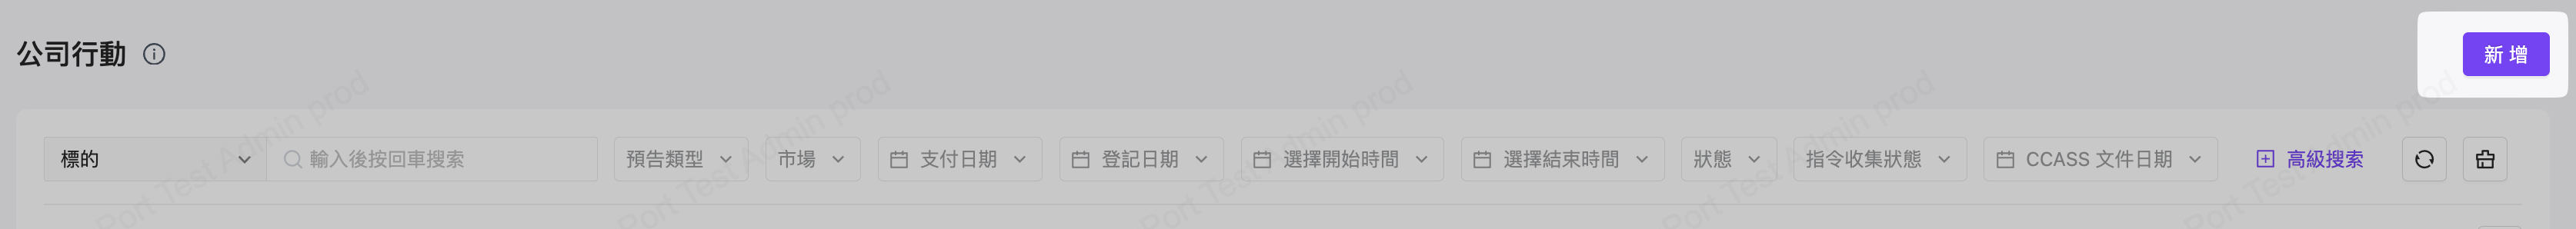 公司行動
新增
標的 輸入後按回車搜索 預告類型 市場 支付日期 登記日期 選擇開始時間 選擇結束時間 狀態 指令收集狀態 CCASS 文件日期 高級搜索
Port Test Admin prod
Port Test Admin prod
Port Test Admin prod
Port Test Admin prod
Port Test Admin prod